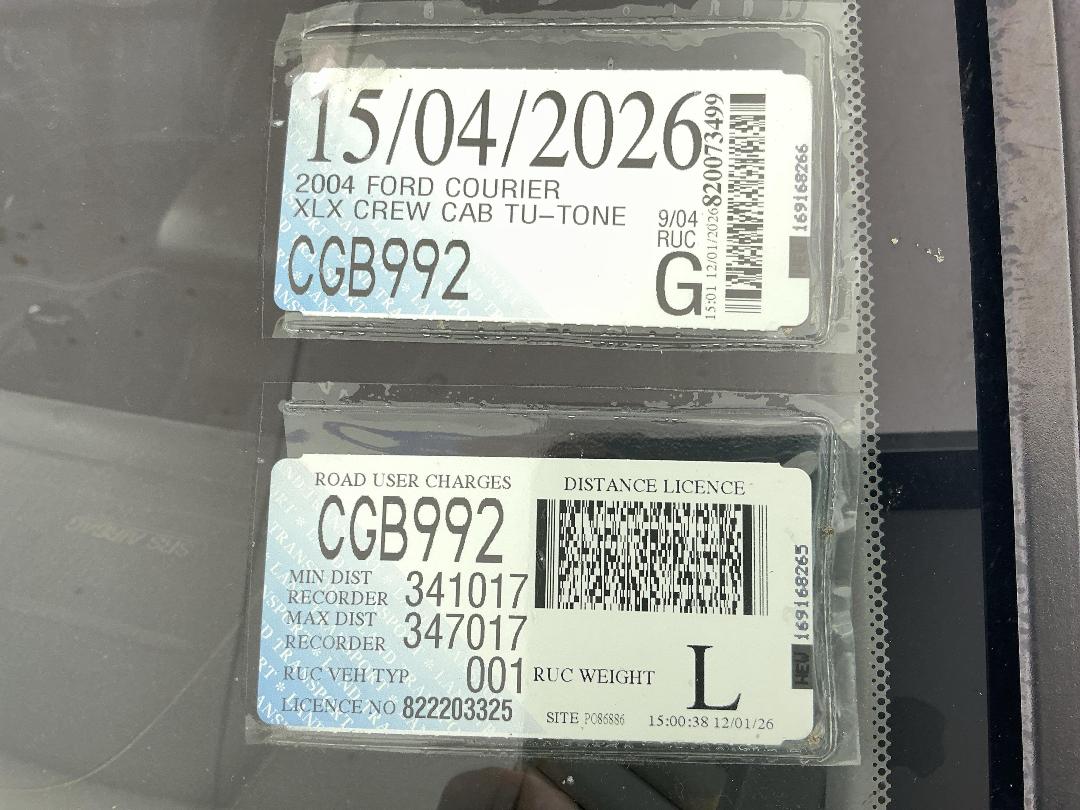 15/04/2026
2004 FORD COURIER
XLX CREW CAB TU-TONE
CGB992
9/04
RUC
G
15:01 12/01/2026
820073499
169168266
ROAD USER CHARGES
CGB992
MIN DIST
RECORDER 341017
MAX DIST
RECORDER 347017
RUC VEH TYP 001
LICENCE NO 822203325
DISTANCE LICENCE
RUC WEIGHT L
SITE PO86886 15:00:38 12/01/26
169168265